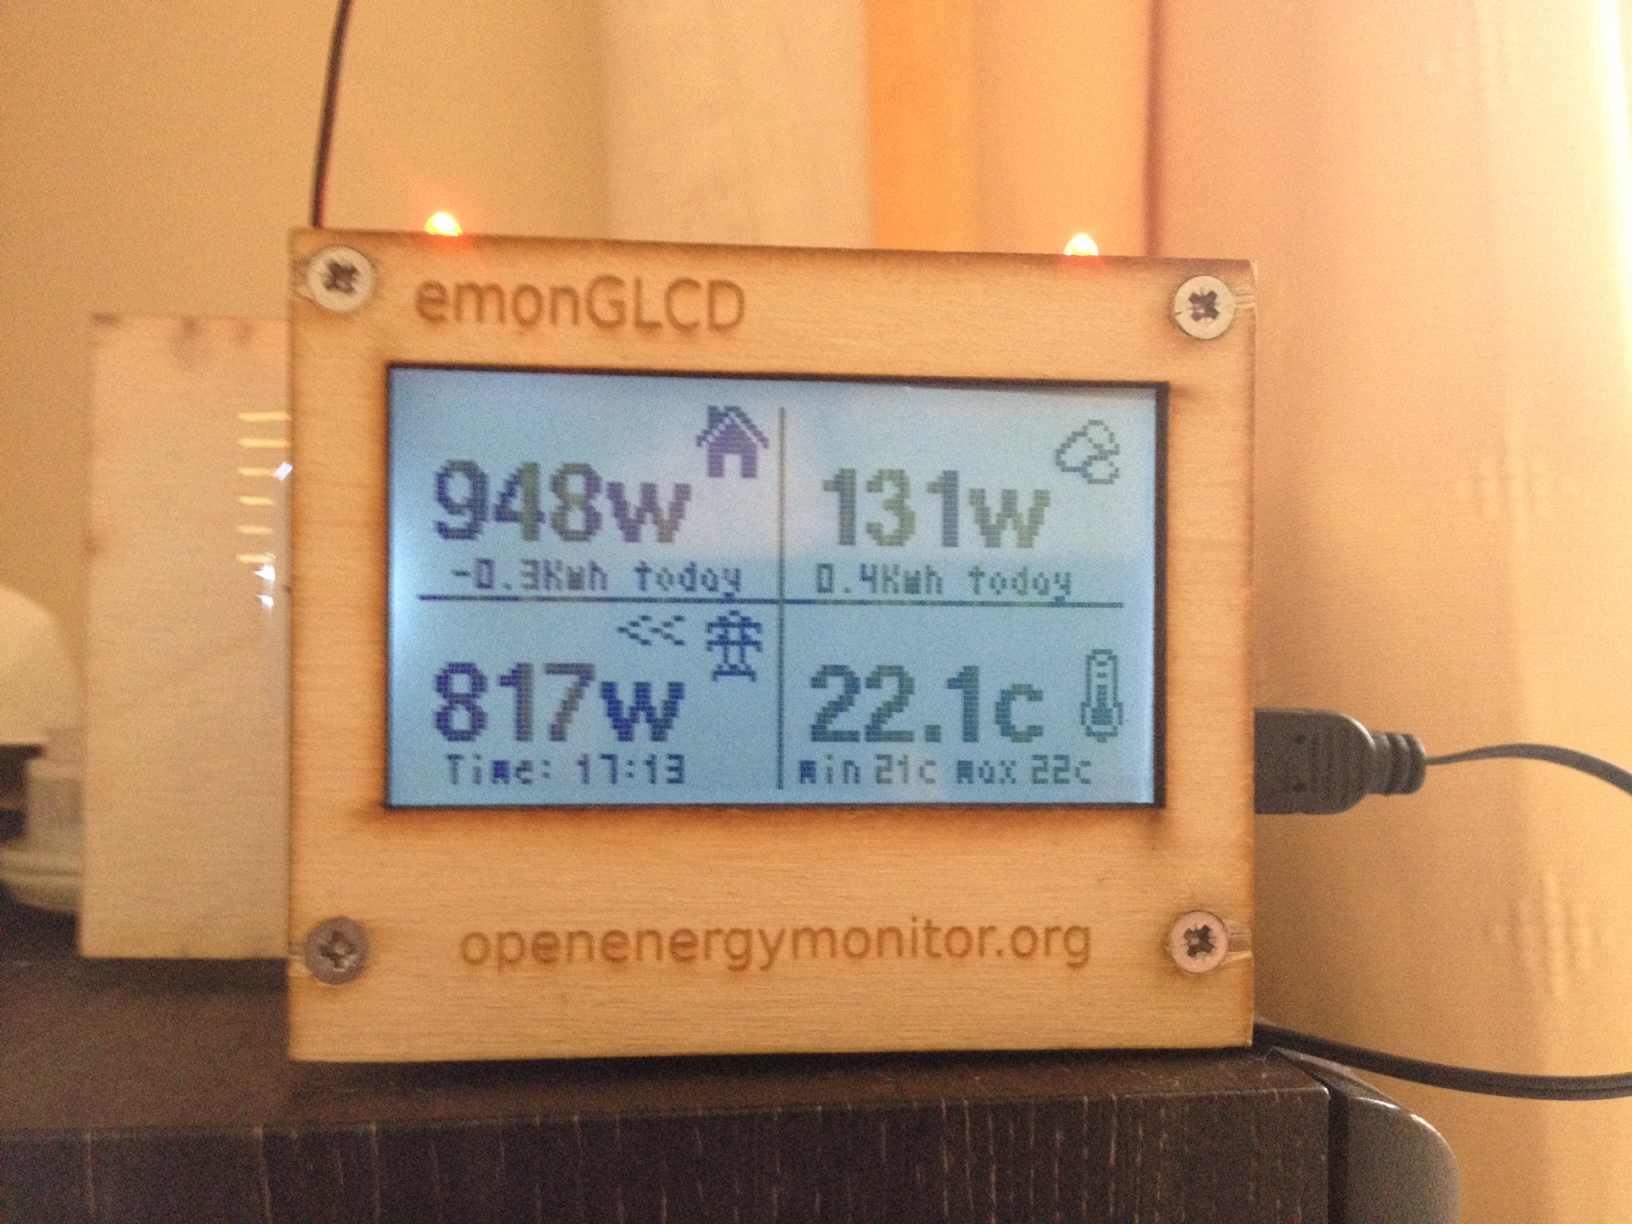 emonGLCD
948w
-0.3Kwh today
131w
0.4Kwh today
<<
817w
Time: 17:13
22.1c
min 21c max 22c
openenergymonitor.org